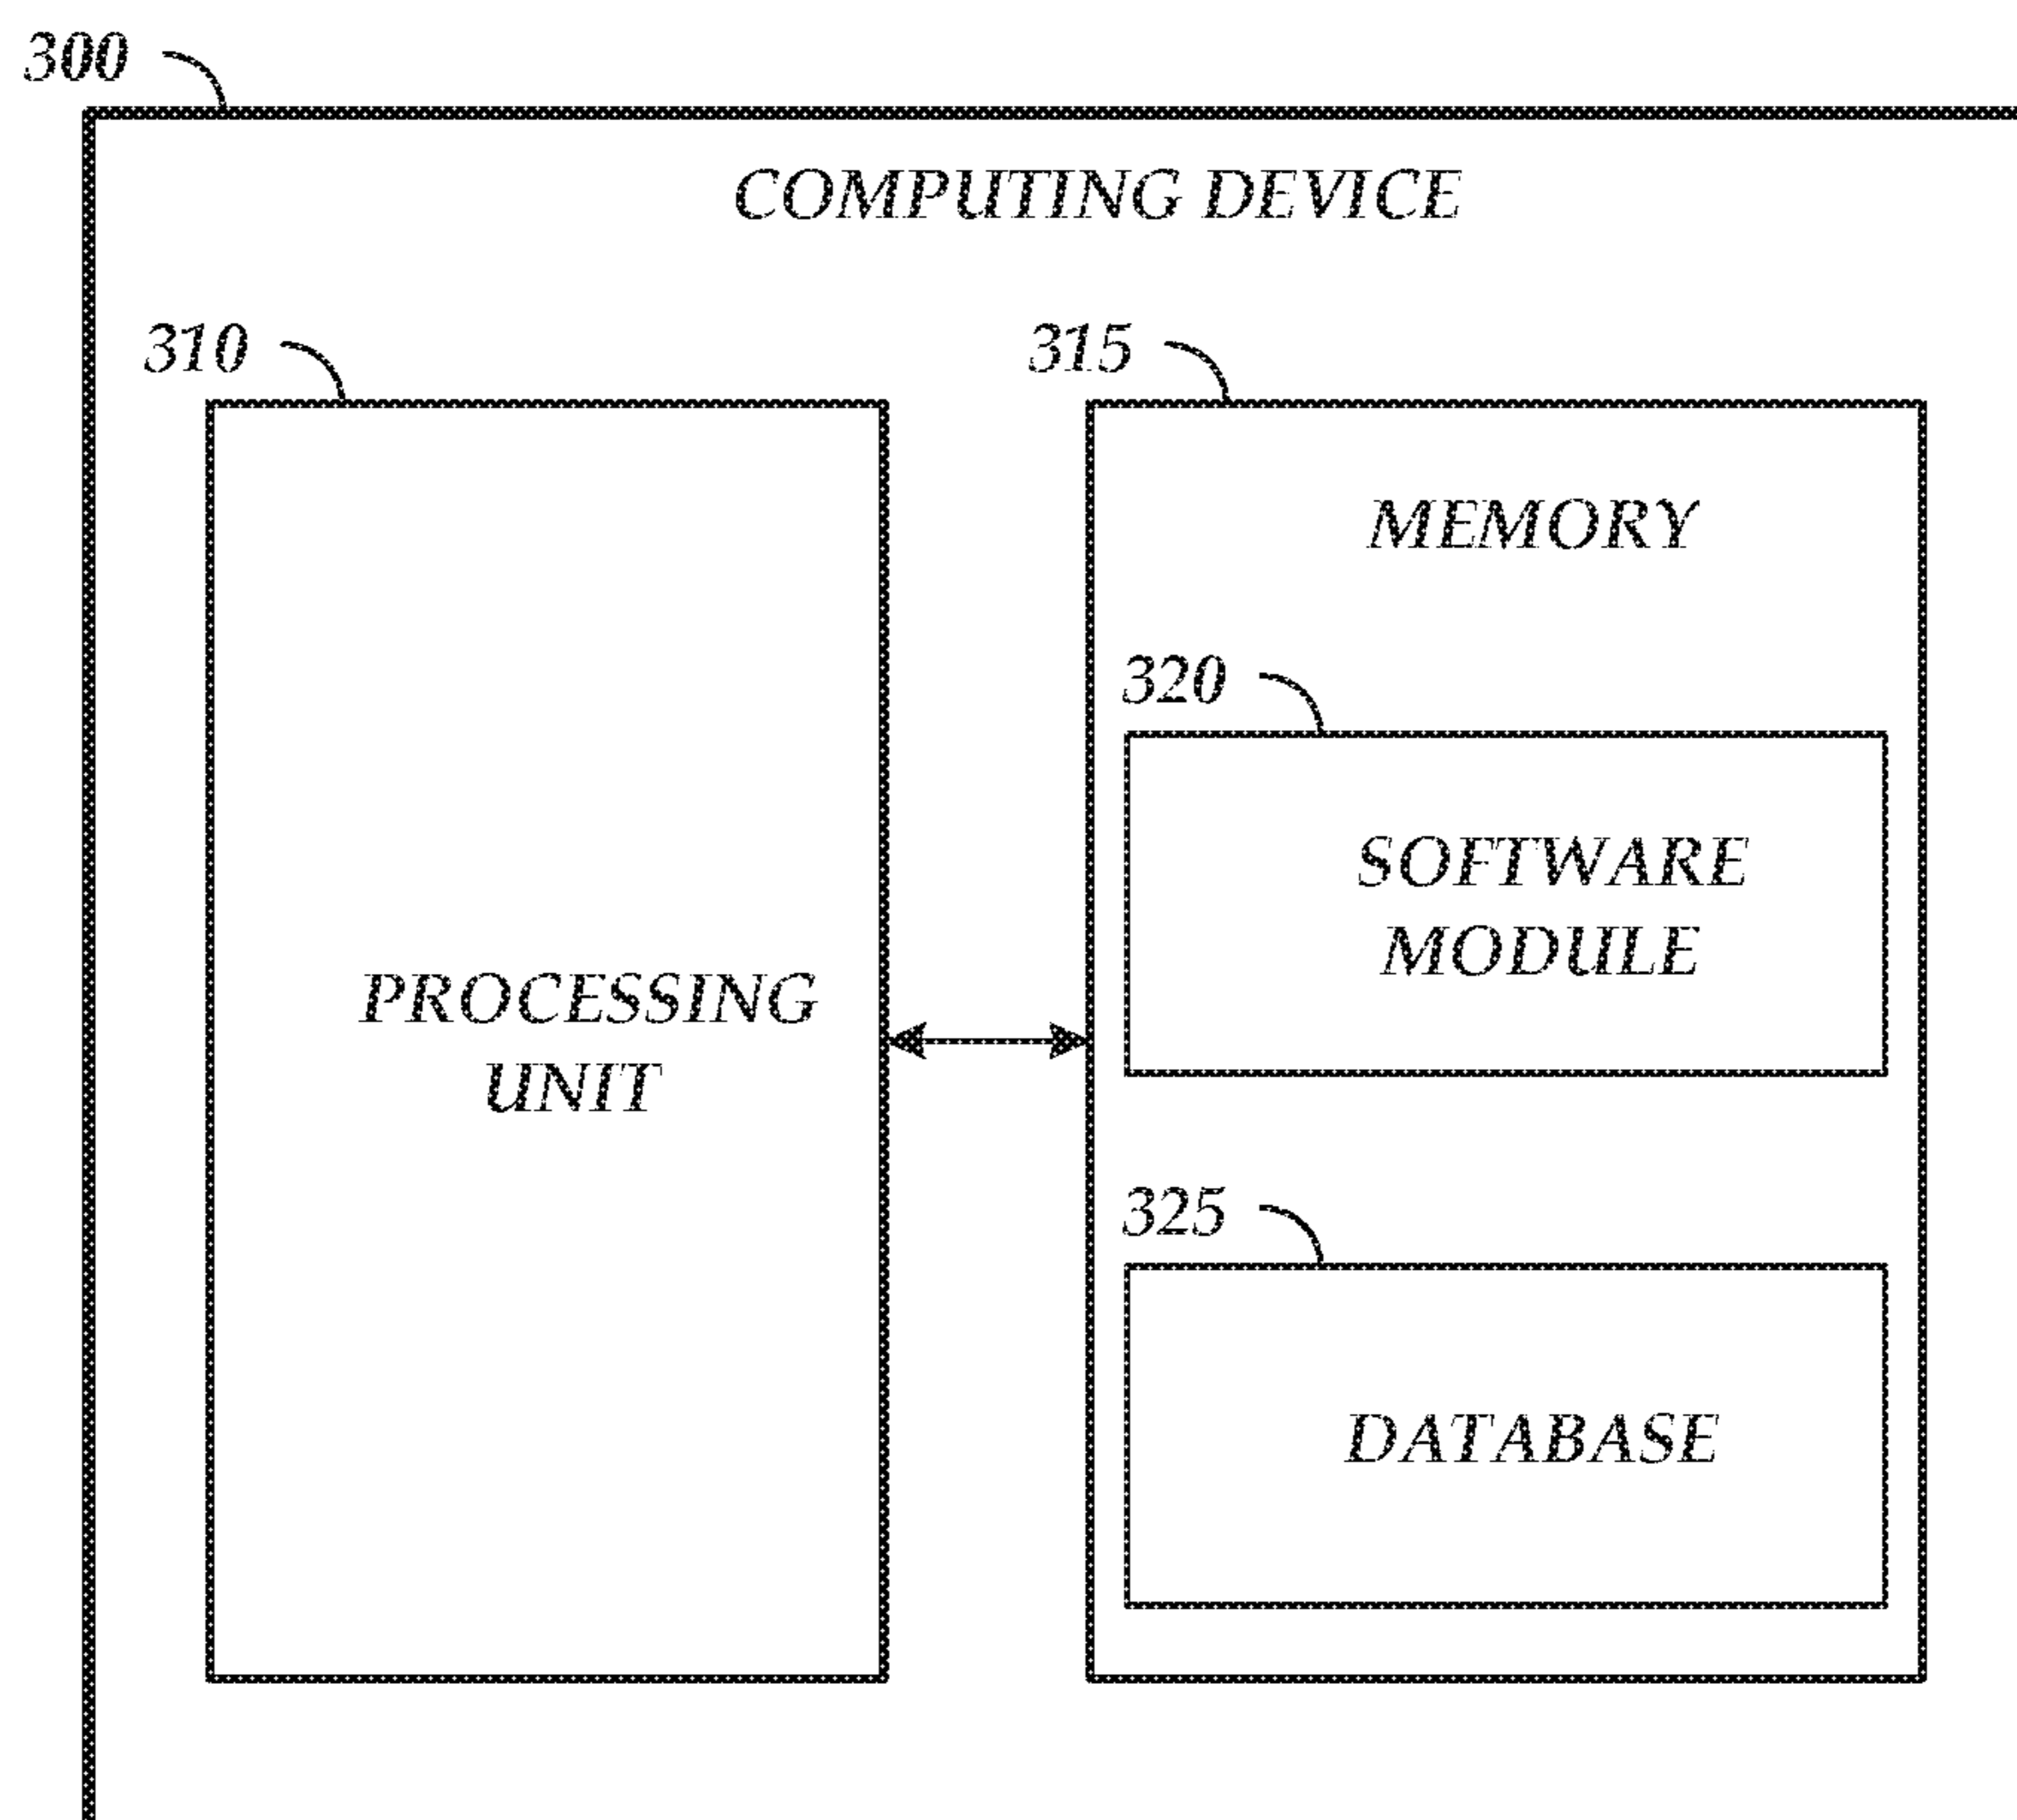 300
COMPUTING DEVICE
310
315
MEMORY
320
SOFTWARE
MODULE
PROCESSING
UNIT
325
DATABASE